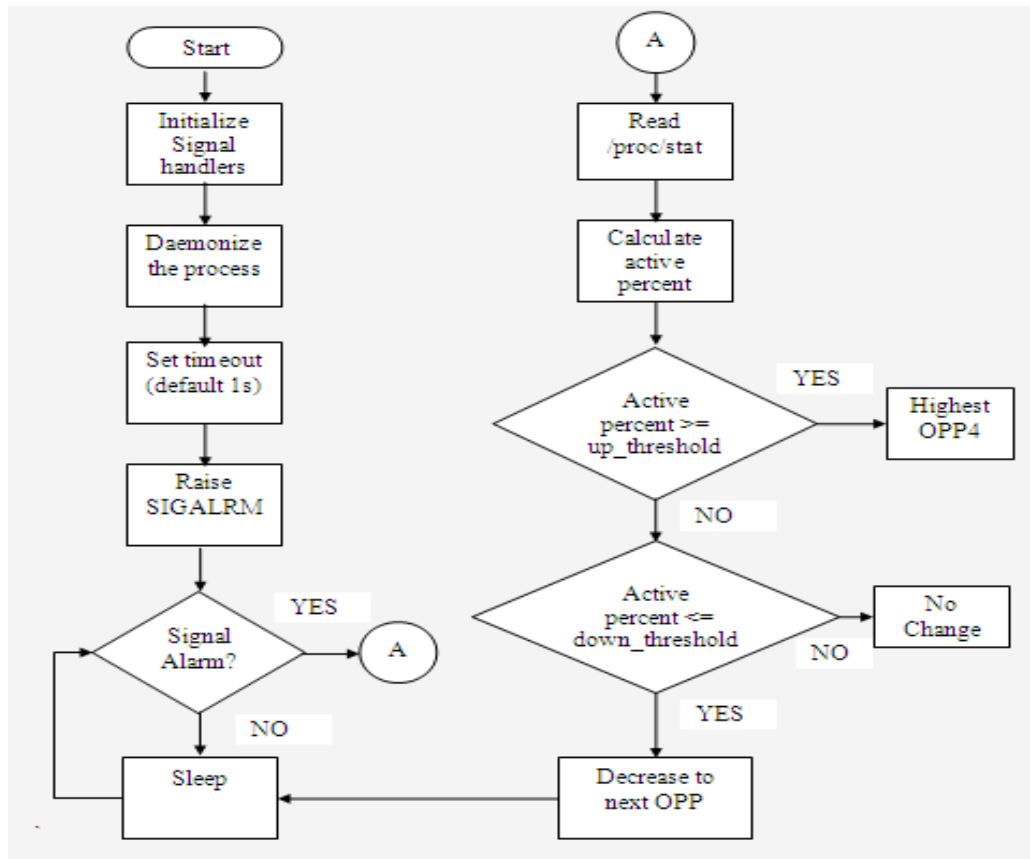 Start
Initialize
Signal
handlers
Daemonize
the process
Set timeout
(default 1s)
Raise
SIGALRM
Signal
Alarm?
YES
A
NO
Sleep
A
Read
/proc/stat
Calculate
active
percent
Active
percent >=
up_threshold
YES
Highest
OPP4
NO
Active
percent <=
down_threshold
NO
No
Change
YES
Decrease to
next OPP